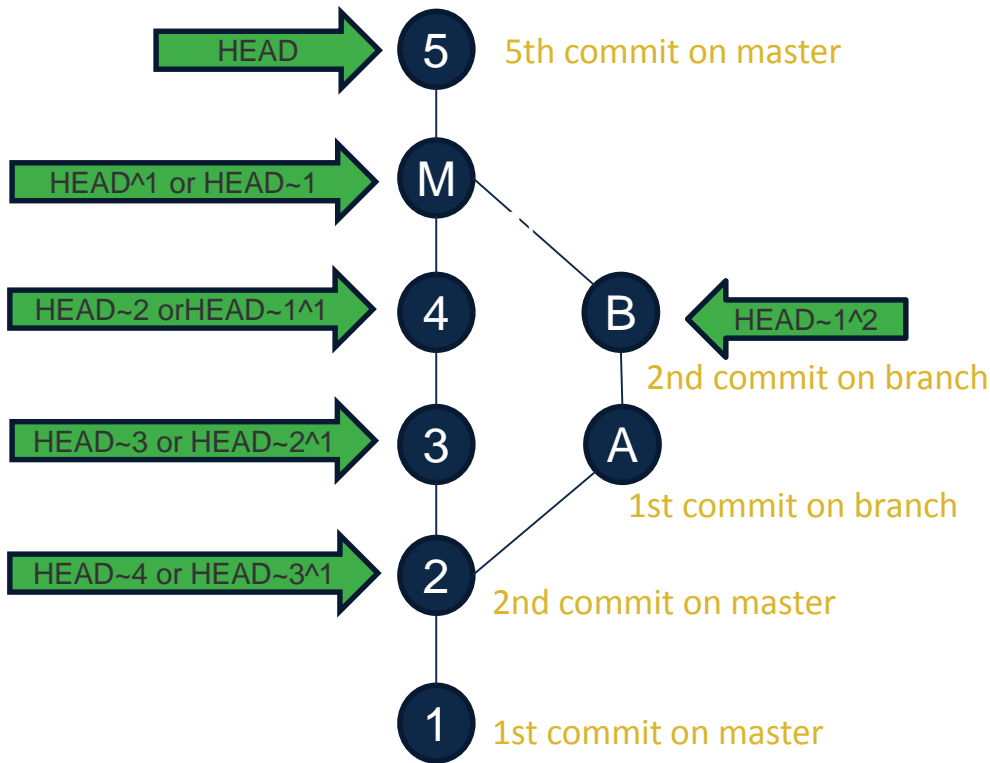 HEAD
5
5th commit on master
HEAD^1 or HEAD~1
M
HEAD~2 orHEAD~1^1
4
B
HEAD~1^2
2nd commit on branch
HEAD~3 or HEAD~2^1
3
A
1st commit on branch
HEAD~4 or HEAD~3^1
2
2nd commit on master
1
1st commit on master